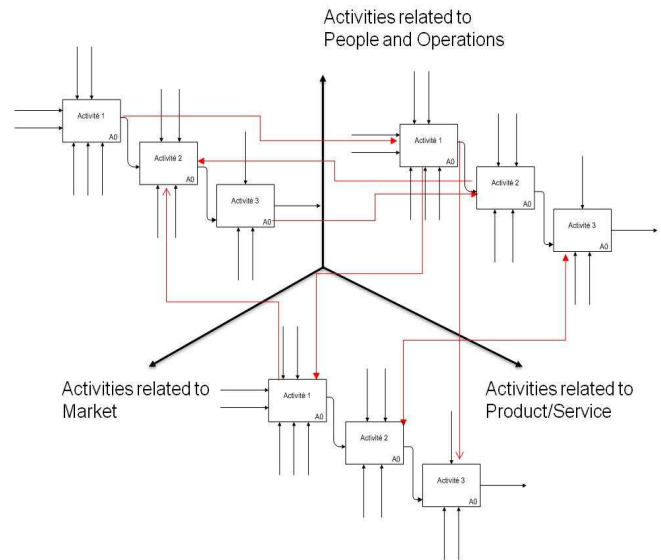 Activities related to
People and Operations
Activité 1
A0
Activité 2
A0
Activité 3
A0
Activité 1
A0
Activité 2
A0
Activité 3
A0
Activities related to
Market
Activities related to
Product/Service
Activité 1
A0
Activité 2
A0
Activité 3
A0